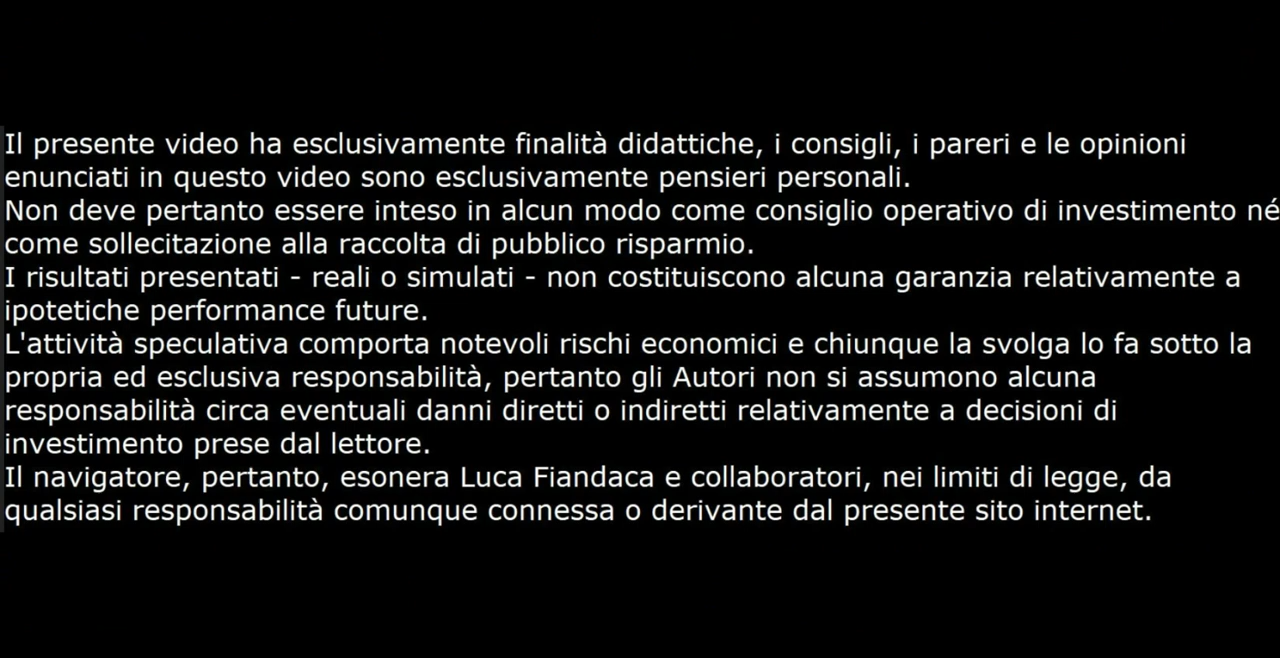 Il presente video ha esclusivamente finalità didattiche, i consigli, i pareri e le opinioni
enunciati in questo video sono esclusivamente pensieri personali.
Non deve pertanto essere inteso in alcun modo come consiglio operativo di investimento né
come sollecitazione alla raccolta di pubblico risparmio.
I risultati presentati - reali o simulati - non costituiscono alcuna garanzia relativamente a
ipotetiche performance future.
L'attività speculativa comporta notevoli rischi economici e chiunque la svolga lo fa sotto la
propria ed esclusiva responsabilità, pertanto gli Autori non si assumono alcuna
responsabilità circa eventuali danni diretti o indiretti relativamente a decisioni di
investimento prese dal lettore.
Il navigatore, pertanto, esonera Luca Fiandaca e collaboratori, nei limiti di legge, da
qualsiasi responsabilità comunque connessa o derivante dal presente sito internet.